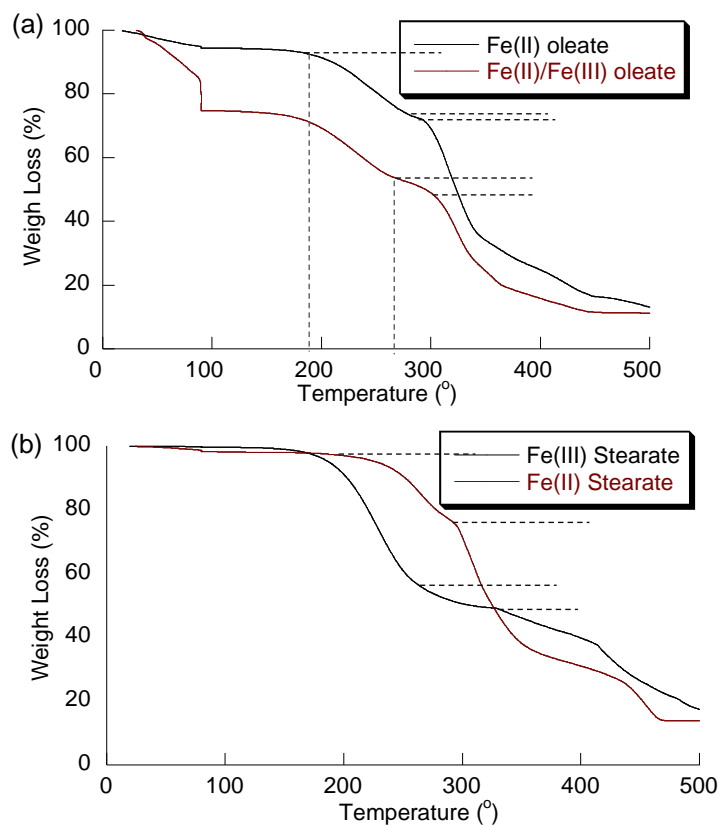 (a)
100
80
60
40
20
0
Weigh Loss (%)
Fe(II) oleate
Fe(II)/Fe(III) oleate
0 100 200 300 400 500
Temperature (°)
(b)
100
80
60
40
20
0
Weight Loss (%)
Fe(III) Stearate
Fe(II) Stearate
0 100 200 300 400 500
Temperature (°)